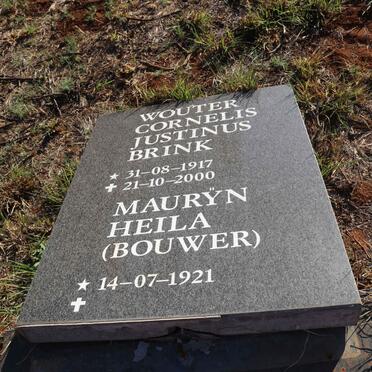 WOUTER
CORNELIS
JUSTINUS
BRINK
★ 31-08-1917
✝ 21-10-2000
MAURŸN
HEILA
(BOUWER)
★ 14-07-1921
✝